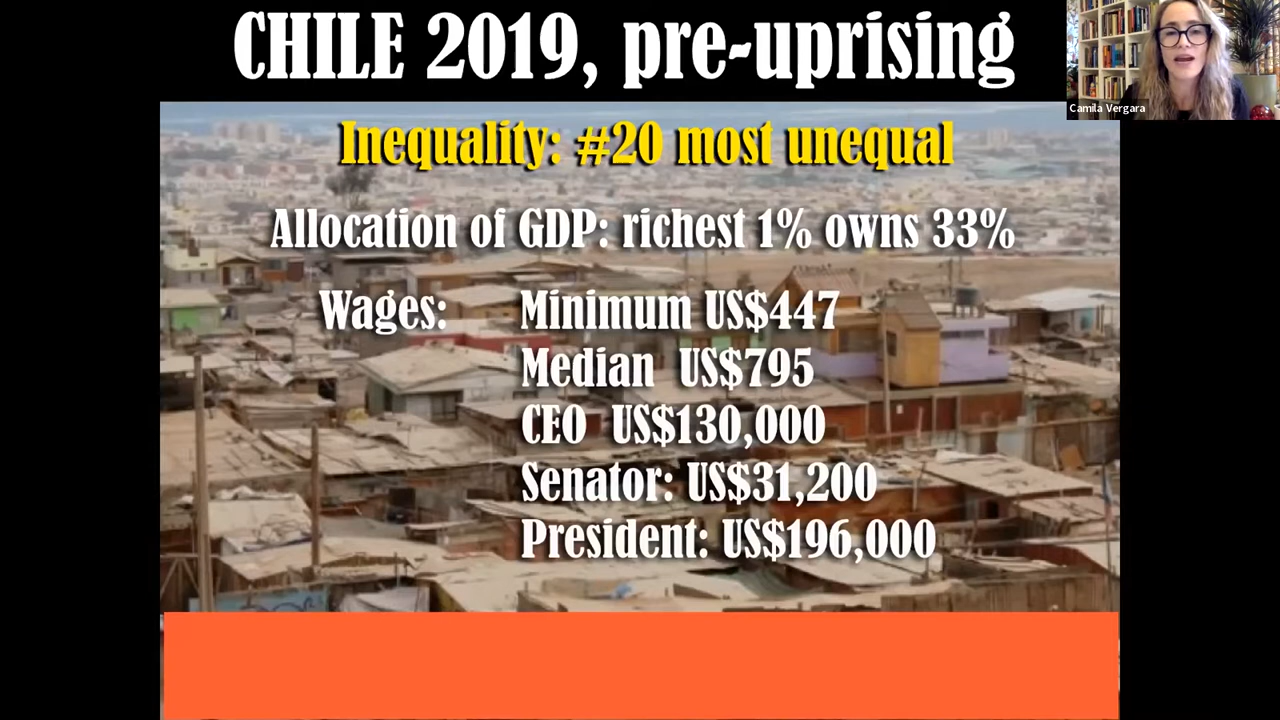 CHILE 2019, pre-uprising
Camila Vergara
Inequality: #20 most unequal
Allocation of GDP: richest 1% owns 33%
Wages: Minimum US$447
Median US$795
CEO US$130,000
Senator: US$31,200
President: US$196,000